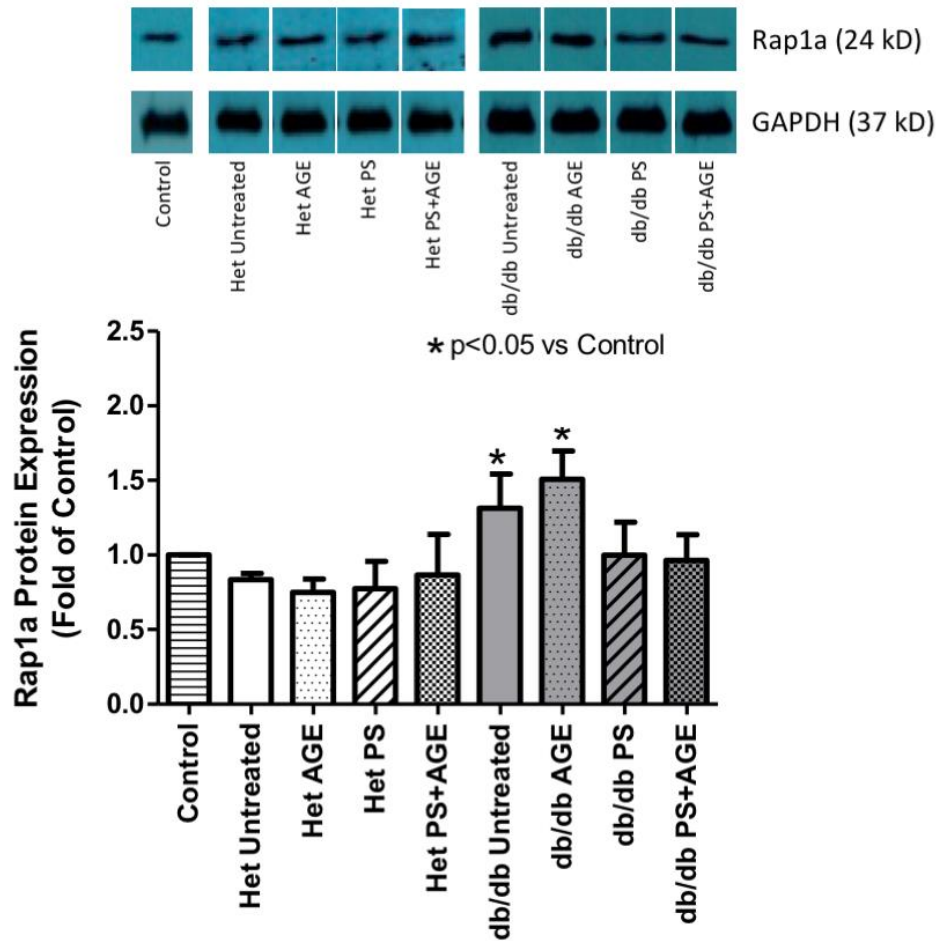 Rap1a (24 kD)
GAPDH (37 kD)
Control
Het Untreated
Het AGE
Het PS
Het PS+AGE
db/db Untreated
db/db AGE
db/db PS
db/db PS+AGE
* p<0.05 vs Control
Rap1a Protein Expression
(Fold of Control)
2.5
2.0
1.5
1.0
0.5
0.0
*
*
Control
Het Untreated
Het AGE
Het PS
Het PS+AGE
db/db Untreated
db/db AGE
db/db PS
db/db PS+AGE